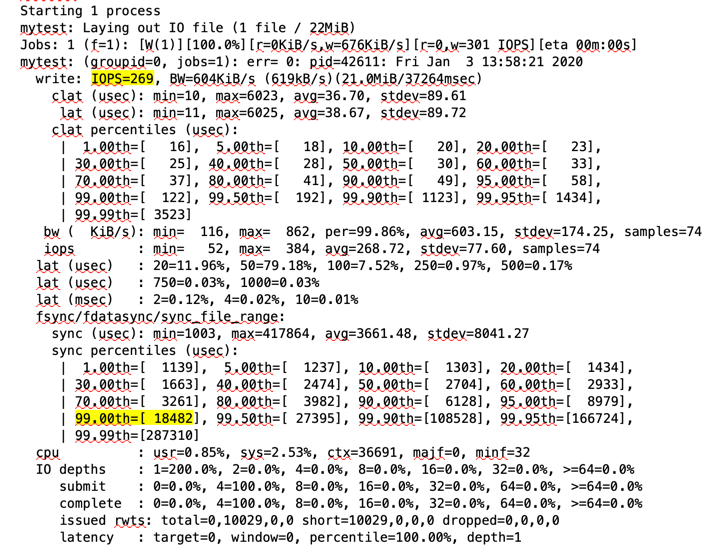 Starting 1 process
mytest: Laying out IO file (1 file / 22MiB)
Jobs: 1 (f=1): [W(1)][100.0%][r=0KiB/s,w=676KiB/s][r=0,w=301 IOPS][eta 00m:00s]
mytest: (groupid=0, jobs=1): err= 0: pid=42611: Fri Jan  3 13:58:21 2020
  write: IOPS=269, BW=604KiB/s (619kB/s)(21.0MiB/37264msec)
    clat (usec): min=10, max=6023, avg=36.70, stdev=89.61
     lat (usec): min=11, max=6025, avg=38.67, stdev=89.72
    clat percentiles (usec):
     |  1.00th=[   16],  5.00th=[   18], 10.00th=[   20], 20.00th=[   23],
     | 30.00th=[   25], 40.00th=[   28], 50.00th=[   30], 60.00th=[   33],
     | 70.00th=[   37], 80.00th=[   41], 90.00th=[   49], 95.00th=[   58],
     | 99.00th=[  122], 99.50th=[  192], 99.90th=[ 1123], 99.95th=[ 1434],
     | 99.99th=[ 3523]
   bw (  KiB/s): min=  116, max=  862, per=99.86%, avg=603.15, stdev=174.25, samples=74
   iops        : min=   52, max=  384, avg=268.72, stdev=77.60, samples=74
  lat (usec)   : 20=11.96%, 50=79.18%, 100=7.52%, 250=0.97%, 500=0.17%
  lat (usec)   : 750=0.03%, 1000=0.03%
  lat (msec)   : 2=0.12%, 4=0.02%, 10=0.01%
  fsync/fdatasync/sync_file_range:
    sync (usec): min=1003, max=417864, avg=3661.48, stdev=8041.27
    sync percentiles (usec):
     |  1.00th=[  1139],  5.00th=[  1237], 10.00th=[  1303], 20.00th=[  1434],
     | 30.00th=[  1663], 40.00th=[  2474], 50.00th=[  2704], 60.00th=[  2933],
     | 70.00th=[  3261], 80.00th=[  3982], 90.00th=[  6128], 95.00th=[  8979],
     | 99.00th=[ 18482], 99.50th=[ 27395], 99.90th=[108528], 99.95th=[166724],
     | 99.99th=[287310]
  cpu          : usr=0.85%, sys=2.53%, ctx=36691, majf=0, minf=32
  IO depths    : 1=200.0%, 2=0.0%, 4=0.0%, 8=0.0%, 16=0.0%, 32=0.0%, >=64=0.0%
     submit    : 0=0.0%, 4=100.0%, 8=0.0%, 16=0.0%, 32=0.0%, 64=0.0%, >=64=0.0%
     complete  : 0=0.0%, 4=100.0%, 8=0.0%, 16=0.0%, 32=0.0%, 64=0.0%, >=64=0.0%
     issued rwts: total=0,10029,0,0 short=10029,0,0,0 dropped=0,0,0,0
     latency   : target=0, window=0, percentile=100.00%, depth=1